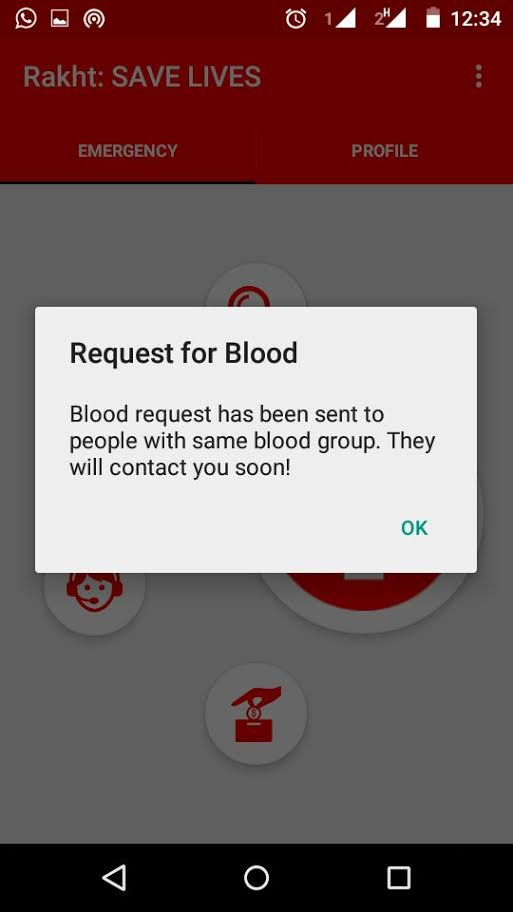 1 2H 12:34
Rakht: SAVE LIVES
EMERGENCY PROFILE
Request for Blood
Blood request has been sent to
people with same blood group. They
will contact you soon!
OK
$